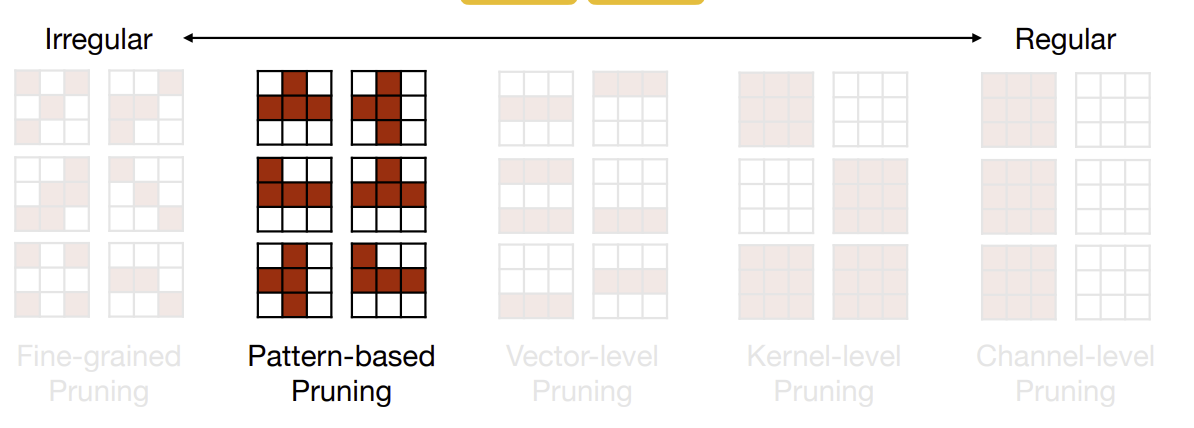 Irregular
Regular
Fine-grained
Pruning
Pattern-based
Pruning
Vector-level
Pruning
Kernel-level
Pruning
Channel-level
Pruning